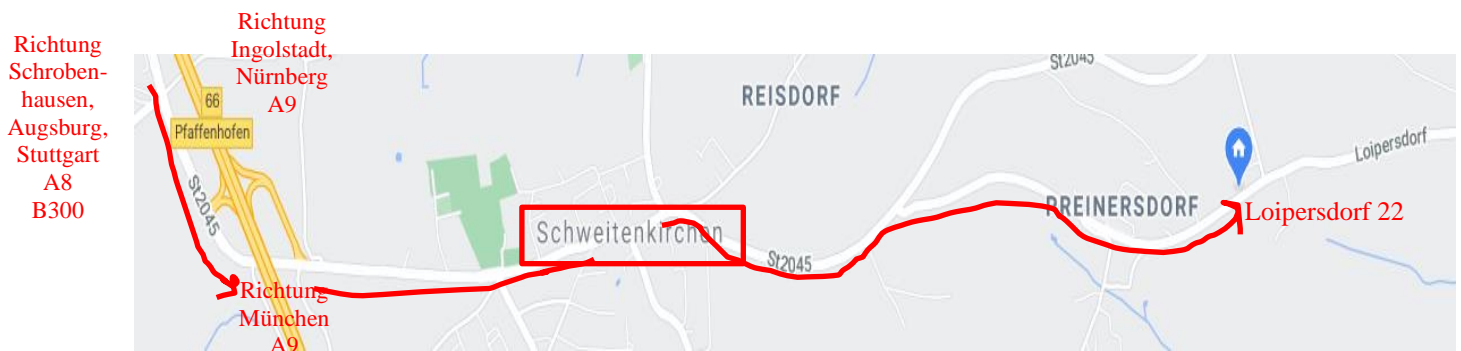 Richtung
Schroben-
hausen,
Augsburg,
Stuttgart
A8
B300
Richtung
Ingolstadt,
Nürnberg
A9
66
Pfaffenhofen
St2045
REISDORF
St2045
Loipersdorf
Schweitenkirchen
PREINERSDORF
Loipersdorf 22
St2045
Richtung
München
A9